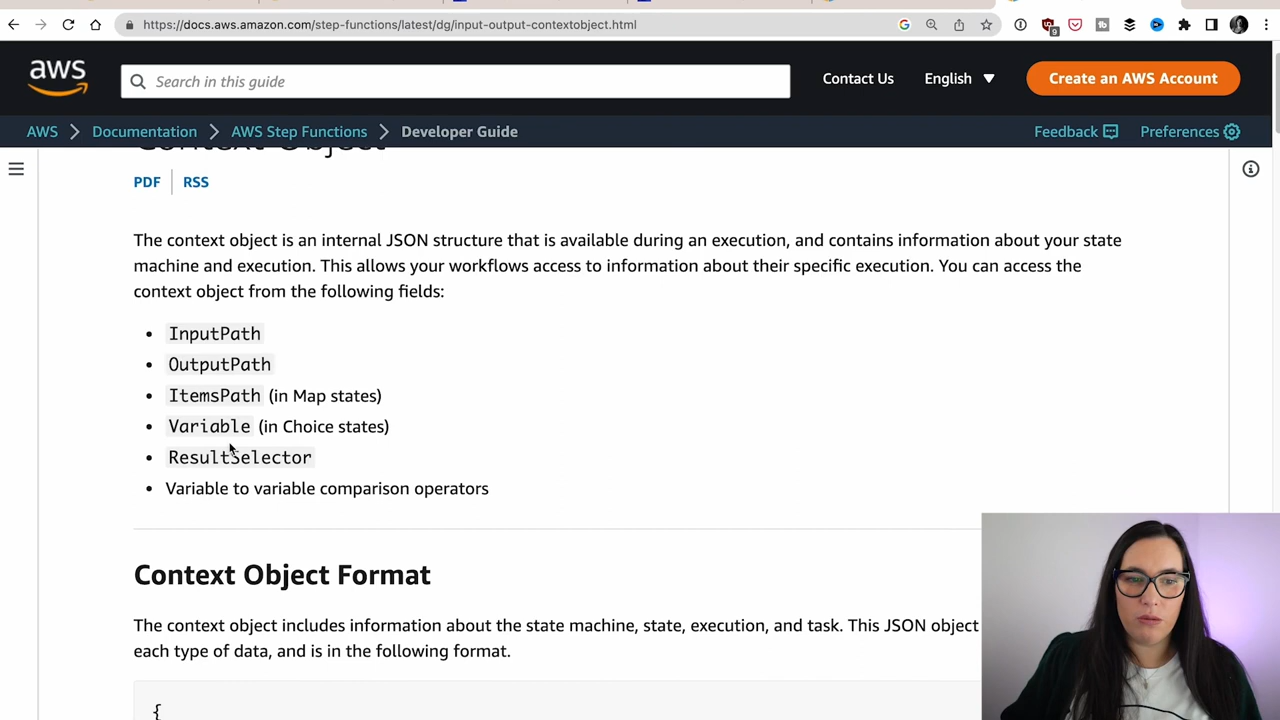 https://docs.aws.amazon.com/step-functions/latest/dg/input-output-contextobject.html
9
aws
Search in this guide
Contact Us
English
Create an AWS Account
AWS > Documentation > AWS Step Functions > Developer Guide
Feedback
Preferences
Context Object
PDF
RSS
The context object is an internal JSON structure that is available during an execution, and contains information about your state
machine and execution. This allows your workflows access to information about their specific execution. You can access the
context object from the following fields:
• InputPath
• OutputPath
• ItemsPath (in Map states)
• Variable (in Choice states)
• ResultSelector
• Variable to variable comparison operators
Context Object Format
The context object includes information about the state machine, state, execution, and task. This JSON object
each type of data, and is in the following format.
{